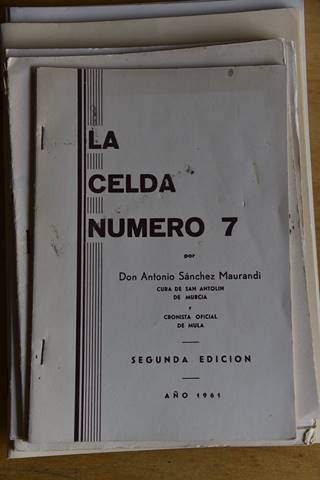 LA
CELDA
NUMERO 7
por
Don Antonio Sánchez Maurandi
CURA DE SAN ANTOLIN
DE MURCIA
Y
CRONISTA OFICIAL
DE MULA
SEGUNDA EDICION
AÑO 1961